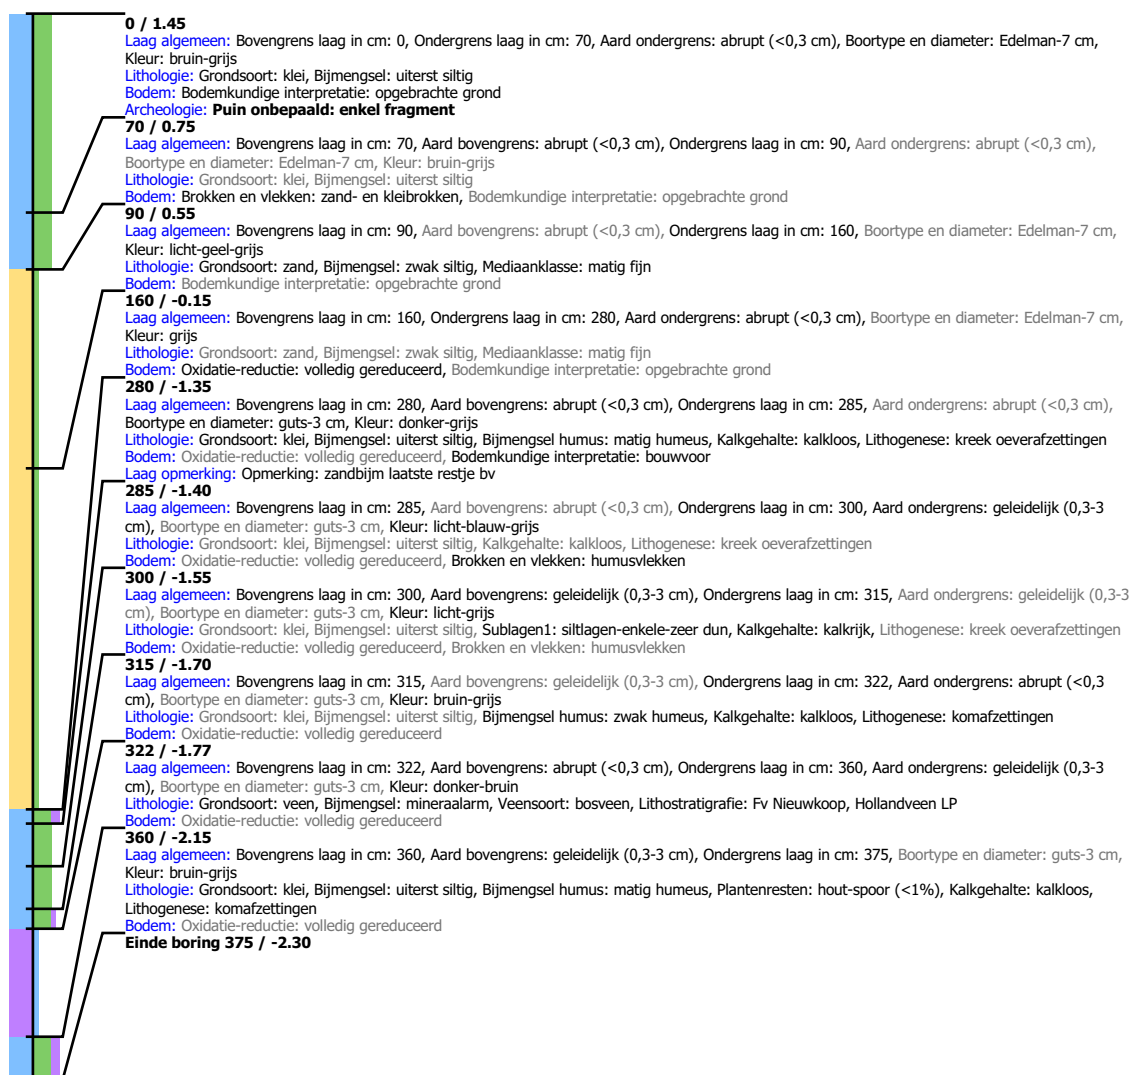 0 / 1.45
Laag algemeen: Bovengrens laag in cm: 0, Ondergrens laag in cm: 70, Aard ondergrens: abrupt (<0,3 cm), Boortype en diameter: Edelman-7 cm,
Kleur: bruin-grijs
Lithologie: Grondsoort: klei, Bijmengsel: uiterst siltig
Bodem: Bodemkundige interpretatie: opgebrachte grond
Archeologie: Puin onbepaald: enkel fragment
70 / 0.75
Laag algemeen: Bovengrens laag in cm: 70, Aard bovengrens: abrupt (<0,3 cm), Ondergrens laag in cm: 90, Aard ondergrens: abrupt (<0,3 cm),
Boortype en diameter: Edelman-7 cm, Kleur: bruin-grijs
Lithologie: Grondsoort: klei, Bijmengsel: uiterst siltig
Bodem: Brokken en vlekken: zand- en kleibrokken, Bodemkundige interpretatie: opgebrachte grond
90 / 0.55
Laag algemeen: Bovengrens laag in cm: 90, Aard bovengrens: abrupt (<0,3 cm), Ondergrens laag in cm: 160, Boortype en diameter: Edelman-7 cm,
Kleur: licht-geel-grijs
Lithologie: Grondsoort: zand, Bijmengsel: zwak siltig, Mediaanklasse: matig fijn
Bodem: Bodemkundige interpretatie: opgebrachte grond
160 / -0.15
Laag algemeen: Bovengrens laag in cm: 160, Ondergrens laag in cm: 280, Aard ondergrens: abrupt (<0,3 cm), Boortype en diameter: Edelman-7 cm,
Kleur: grijs
Lithologie: Grondsoort: zand, Bijmengsel: zwak siltig, Mediaanklasse: matig fijn
Bodem: Oxidatie-reductie: volledig gereduceerd, Bodemkundige interpretatie: opgebrachte grond
280 / -1.35
Laag algemeen: Bovengrens laag in cm: 280, Aard bovengrens: abrupt (<0,3 cm), Ondergrens laag in cm: 285, Aard ondergrens: abrupt (<0,3 cm),
Boortype en diameter: guts-3 cm, Kleur: donker-grijs
Lithologie: Grondsoort: klei, Bijmengsel: uiterst siltig, Bijmengsel humus: matig humeus, Kalkgehalte: kalkloos, Lithogenese: kreek oeverafzettingen
Bodem: Oxidatie-reductie: volledig gereduceerd, Bodemkundige interpretatie: bouwvoor
Laag opmerking: Opmerking: zandbijm laatste restje bv
285 / -1.40
Laag algemeen: Bovengrens laag in cm: 285, Aard bovengrens: abrupt (<0,3 cm), Ondergrens laag in cm: 300, Aard ondergrens: geleidelijk (0,3-3
cm), Boortype en diameter: guts-3 cm, Kleur: licht-blauw-grijs
Lithologie: Grondsoort: klei, Bijmengsel: uiterst siltig, Kalkgehalte: kalkloos, Lithogenese: kreek oeverafzettingen
Bodem: Oxidatie-reductie: volledig gereduceerd, Brokken en vlekken: humusvlekken
300 / -1.55
Laag algemeen: Bovengrens laag in cm: 300, Aard bovengrens: geleidelijk (0,3-3 cm), Ondergrens laag in cm: 315, Aard ondergrens: geleidelijk (0,3-3
cm), Boortype en diameter: guts-3 cm, Kleur: licht-grijs
Lithologie: Grondsoort: klei, Bijmengsel: uiterst siltig, Sublagen1: siltlagen-enkele-zeer dun, Kalkgehalte: kalkrijk, Lithogenese: kreek oeverafzettingen
Bodem: Oxidatie-reductie: volledig gereduceerd, Brokken en vlekken: humusvlekken
315 / -1.70
Laag algemeen: Bovengrens laag in cm: 315, Aard bovengrens: geleidelijk (0,3-3 cm), Ondergrens laag in cm: 322, Aard ondergrens: abrupt (<0,3
cm), Boortype en diameter: guts-3 cm, Kleur: bruin-grijs
Lithologie: Grondsoort: klei, Bijmengsel: uiterst siltig, Bijmengsel humus: zwak humeus, Kalkgehalte: kalkloos, Lithogenese: komafzettingen
Bodem: Oxidatie-reductie: volledig gereduceerd
322 / -1.77
Laag algemeen: Bovengrens laag in cm: 322, Aard bovengrens: abrupt (<0,3 cm), Ondergrens laag in cm: 360, Aard ondergrens: geleidelijk (0,3-3
cm), Boortype en diameter: guts-3 cm, Kleur: donker-bruin
Lithologie: Grondsoort: veen, Bijmengsel: mineraalarm, Veensoort: bosveen, Lithostratigrafie: Fv Nieuwkoop, Hollandveen LP
Bodem: Oxidatie-reductie: volledig gereduceerd
360 / -2.15
Laag algemeen: Bovengrens laag in cm: 360, Aard bovengrens: geleidelijk (0,3-3 cm), Ondergrens laag in cm: 375, Boortype en diameter: guts-3 cm,
Kleur: bruin-grijs
Lithologie: Grondsoort: klei, Bijmengsel: uiterst siltig, Bijmengsel humus: matig humeus, Plantenresten: hout-spoor (<1%), Kalkgehalte: kalkloos,
Lithogenese: komafzettingen
Bodem: Oxidatie-reductie: volledig gereduceerd
Einde boring 375 / -2.30